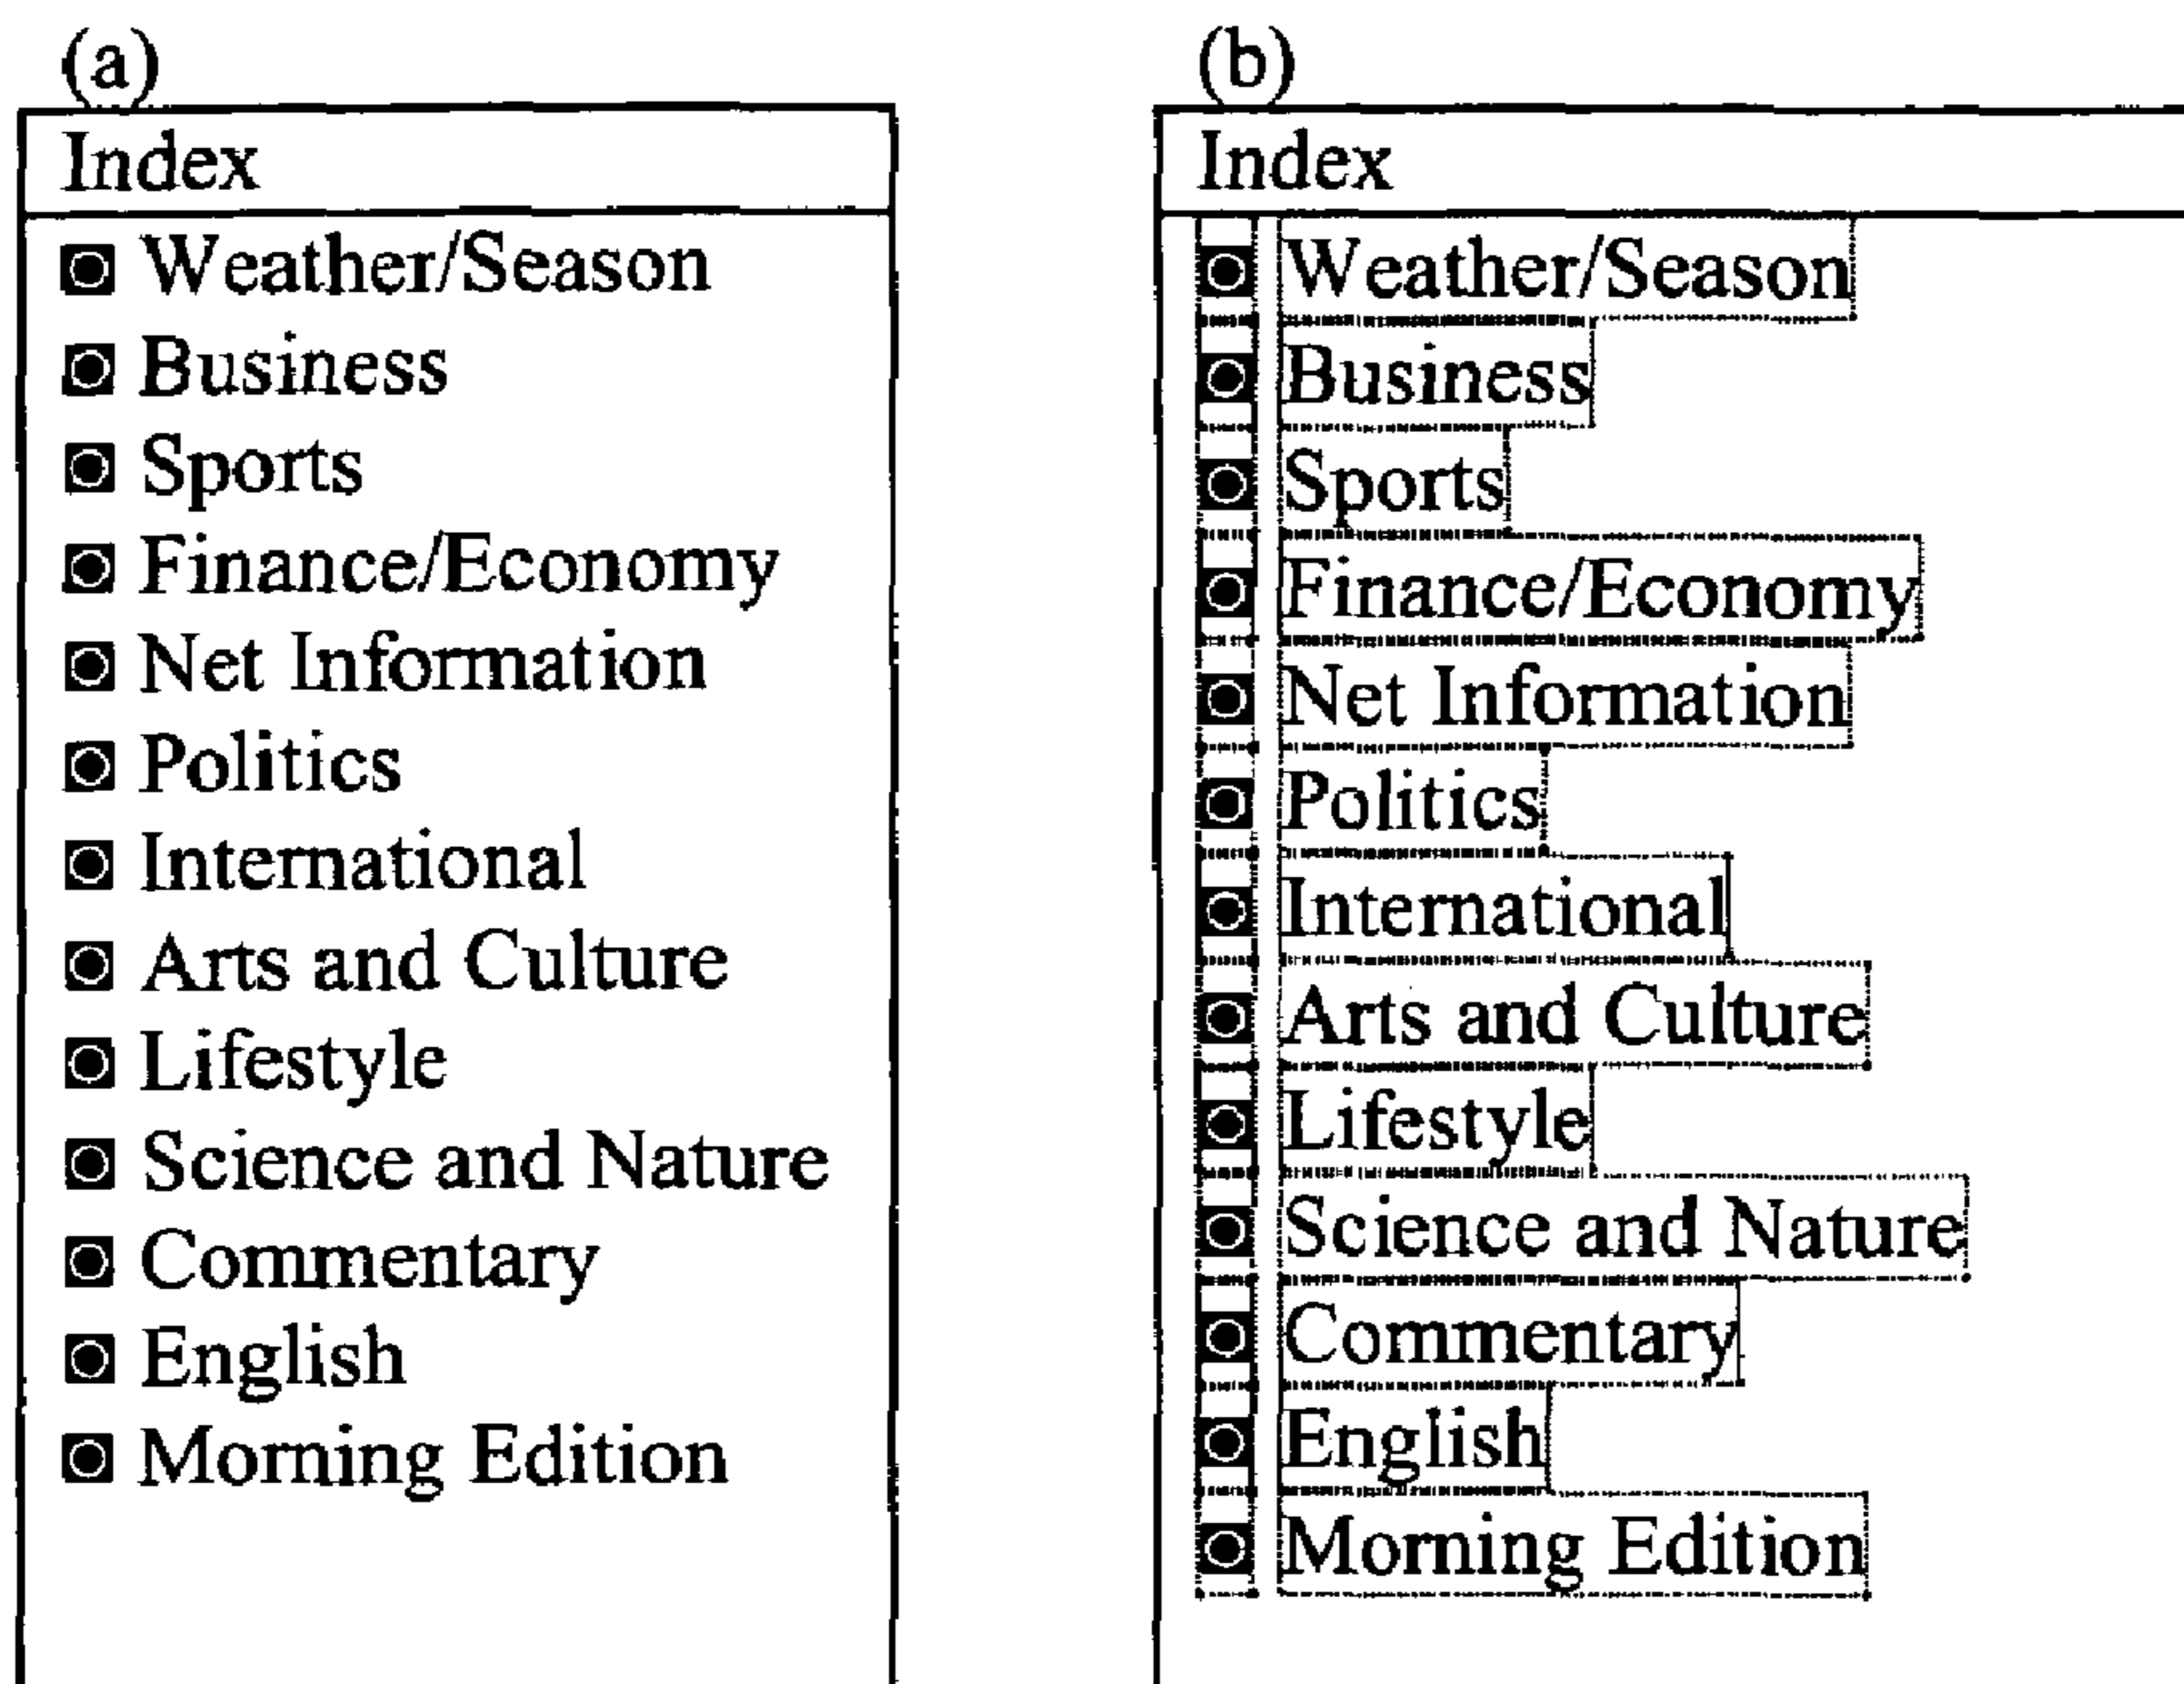 (a)
Index
Weather/Season
Business
Sports
Finance/Economy
Net Information
Politics
International
Arts and Culture
Lifestyle
Science and Nature
Commentary
English
Morning Edition
(b)
Index
Weather/Season
Business
Sports
Finance/Economy
Net Information
Politics
International
Arts and Culture
Lifestyle
Science and Nature
Commentary
English
Morning Edition